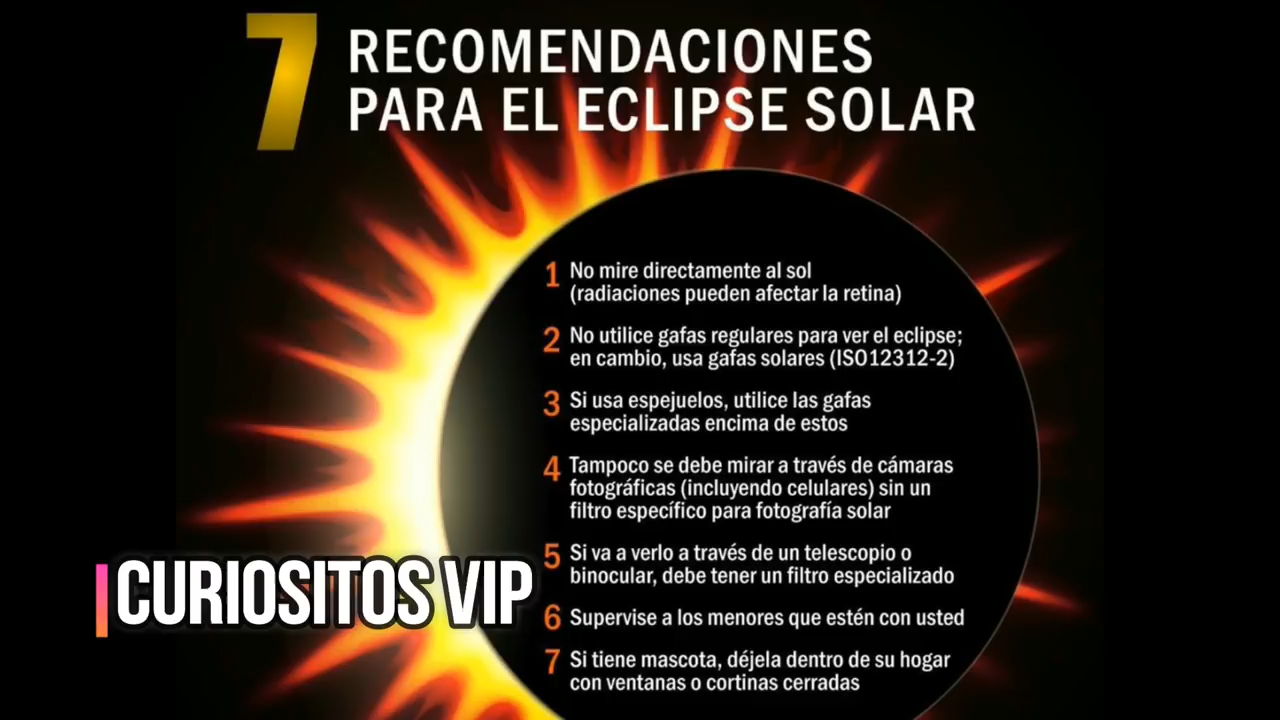 7 RECOMENDACIONES
PARA EL ECLIPSE SOLAR
1 No mire directamente al sol
(radiaciones pueden afectar la retina)
2 No utilice gafas regulares para ver el eclipse;
en cambio, usa gafas solares (ISO12312-2)
3 Si usa espejuelos, utilice las gafas
especializadas encima de estos
4 Tampoco se debe mirar a través de cámaras
fotográficas (incluyendo celulares) sin un
filtro específico para fotografía solar
5 Si va a verlo a través de un telescopio o
binocular, debe tener un filtro especializado
6 Supervise a los menores que estén con usted
7 Si tiene mascota, déjela dentro de su hogar
con ventanas o cortinas cerradas
CURIOSITOS VIP